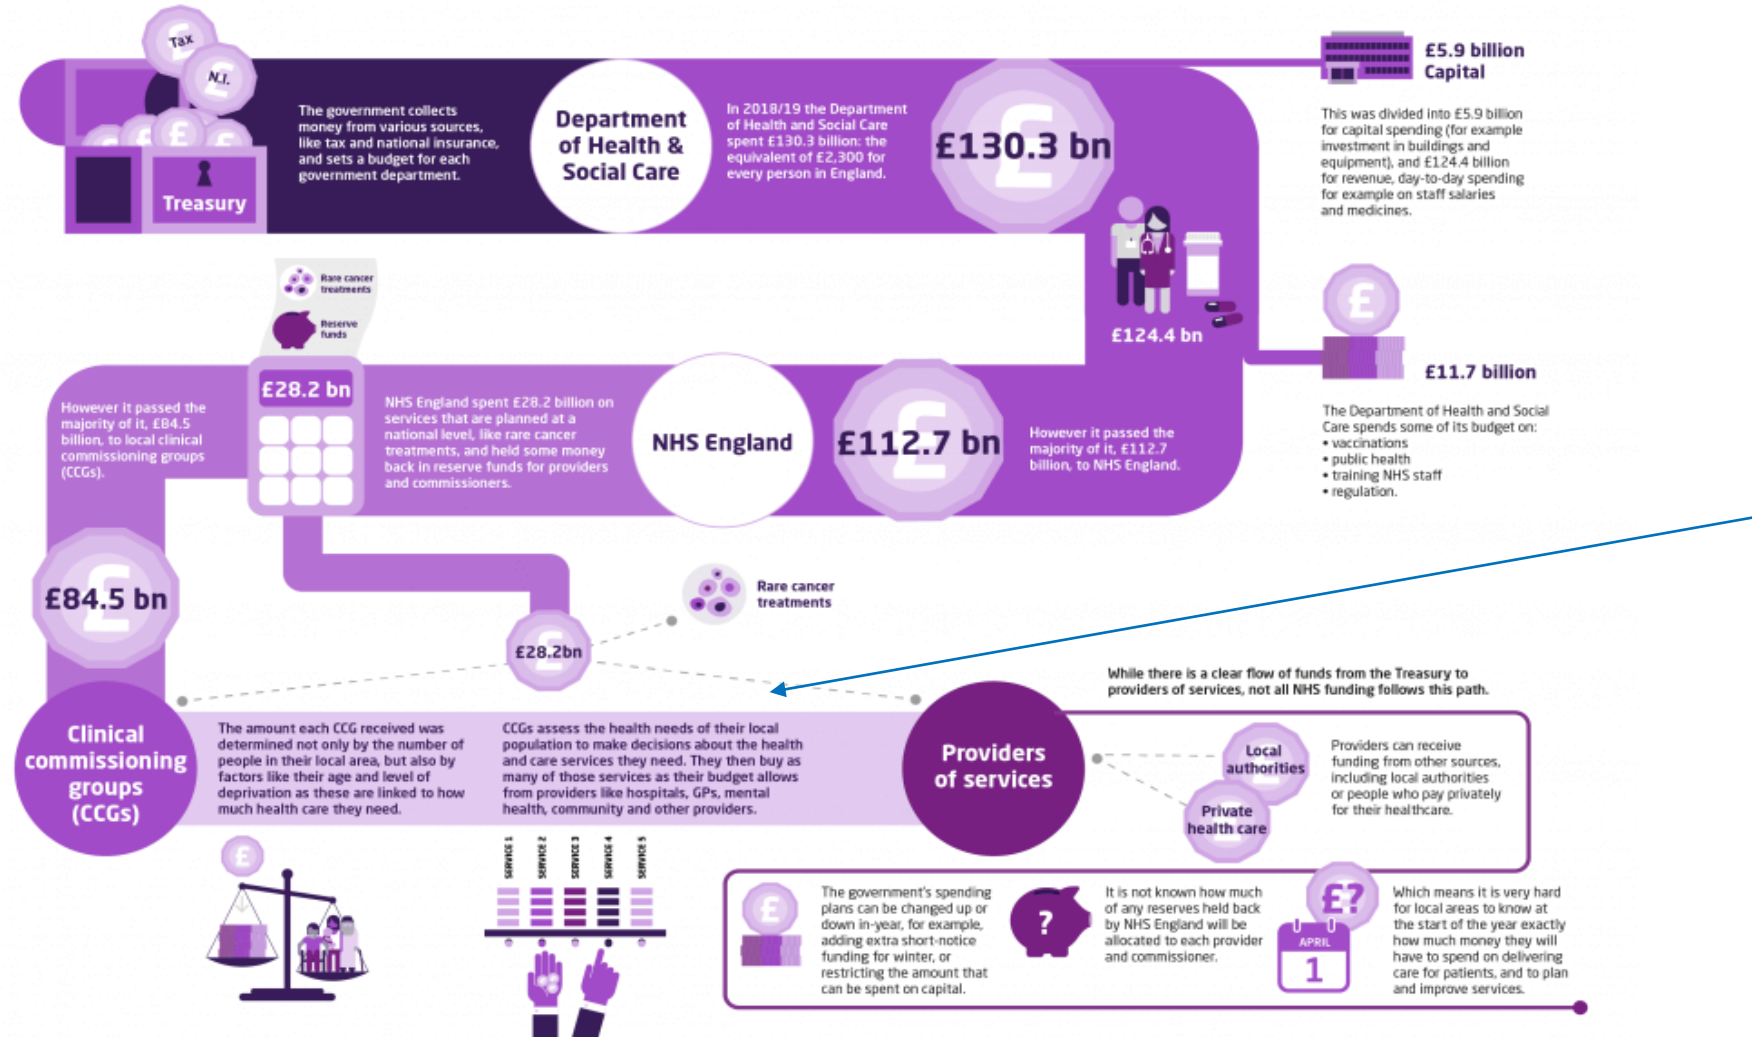 Tax
N.I.
Treasury
The government collects
money from various sources,
like tax and national insurance,
and sets a budget for each
government department.
Department
of Health &
Social Care
In 2018/19 the Department
of Health and Social Care
spent £130.3 billion: the
equivalent of £2,300 for
every person in England.
£130.3 bn
£5.9 billion
Capital
This was divided into £5.9 billion
for capital spending (for example
investment in buildings and
equipment), and £124.4 billion
for revenue, day-to-day spending
for example on staff salaries
and medicines.
£124.4 bn
£11.7 billion
The Department of Health and Social
Care spends some of its budget on:
• vaccinations
• public health
• training NHS staff
• regulation.
However it passed the
majority of it, £112.7
billion, to NHS England.
£112.7 bn
NHS England
NHS England spent £28.2 billion on
services that are planned at a
national level, like rare cancer
treatments, and held some money
back in reserve funds for providers
and commissioners.
Rare cancer
treatments
Reserve
funds
£28.2 bn
However it passed the
majority of it, £84.5
billion, to local clinical
commissioning groups
(CCGs).
£84.5 bn
£28.2bn
Rare cancer
treatments
Clinical
commissioning
groups
(CCGs)
The amount each CCG received was
determined not only by the number of
people in their local area, but also by
factors like their age and level of
deprivation as these are linked to how
much health care they need.
CCGs assess the health needs of their local
population to make decisions about the health
and care services they need. They then buy as
many of those services as their budget allows
from providers like hospitals, GPs, mental
health, community and other providers.
SERVICE 1
SERVICE 2
SERVICE 3
SERVICE 4
SERVICE 5
Providers
of services
While there is a clear flow of funds from the Treasury to
providers of services, not all NHS funding follows this path.
Local
authorities
Private
health care
Providers can receive
funding from other sources,
including local authorities
or people who pay privately
for their healthcare.
The government's spending
plans can be changed up or
down in-year, for example,
adding extra short-notice
funding for winter, or
restricting the amount that
can be spent on capital.
?
It is not known how much
of any reserves held back
by NHS England will be
allocated to each provider
and commissioner.
£?
APRIL
1
Which means it is very hard
for local areas to know at
the start of the year exactly
how much money they will
have to spend on delivering
care for patients, and to plan
and improve services.